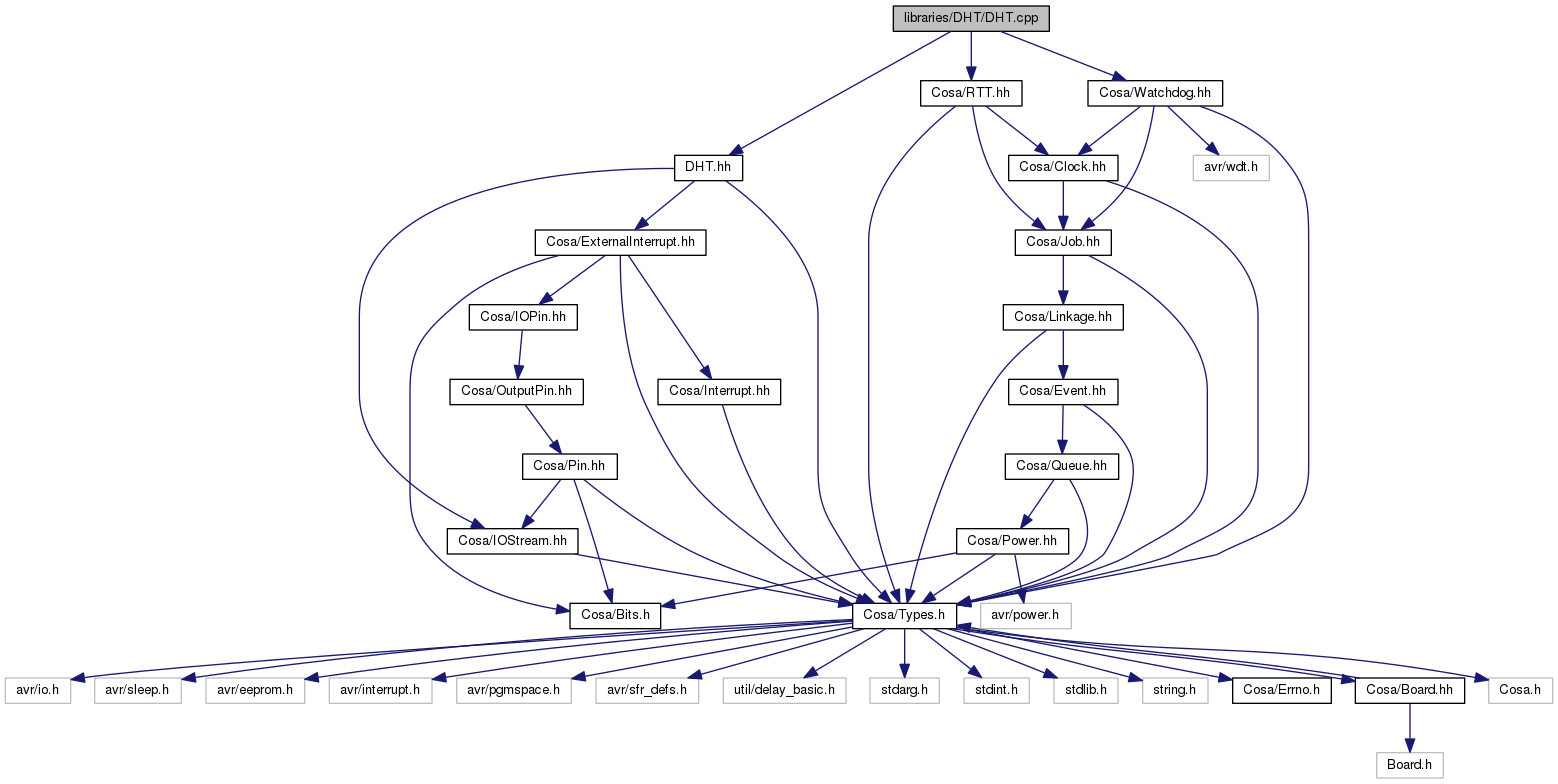 libraries/DHT/DHT.cpp
Cosa/RTT.hh
Cosa/Watchdog.hh
DHT.hh
Cosa/Clock.hh
avr/wdt.h
Cosa/ExternalInterrupt.hh
Cosa/Job.hh
Cosa/IOPin.hh
Cosa/Linkage.hh
Cosa/OutputPin.hh
Cosa/Interrupt.hh
Cosa/Event.hh
Cosa/Pin.hh
Cosa/Queue.hh
Cosa/IOStream.hh
Cosa/Power.hh
Cosa/Bits.h
Cosa/Types.h
avr/power.h
avr/io.h
avr/sleep.h
avr/eeprom.h
avr/interrupt.h
avr/pgmspace.h
avr/sfr_defs.h
util/delay_basic.h
stdarg.h
stdint.h
stdlib.h
string.h
Cosa/Errno.h
Cosa/Board.hh
Cosa.h
Board.h